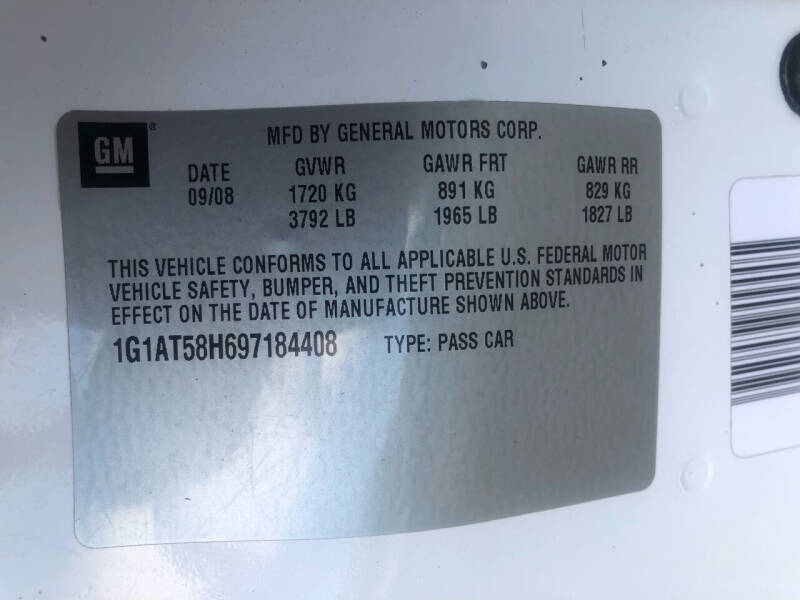 GM®
MFD BY GENERAL MOTORS CORP.
DATE GVWR GAWR FRT GAWR RR
09/08 1720 KG 891 KG 829 KG
3792 LB 1965 LB 1827 LB
THIS VEHICLE CONFORMS TO ALL APPLICABLE U.S. FEDERAL MOTOR
VEHICLE SAFETY, BUMPER, AND THEFT PREVENTION STANDARDS IN
EFFECT ON THE DATE OF MANUFACTURE SHOWN ABOVE.
1G1AT58H697184408 TYPE: PASS CAR